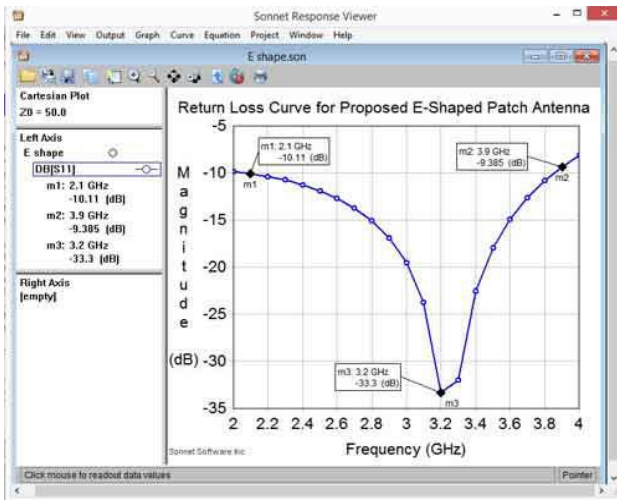 Sonnet Response Viewer
File Edit View Output Graph Curve Equation Project Window Help
E shape.son
Cartesian Plot
Z0 = 50.0
Left Axis
E shape
DB[S11]
m1: 2.1 GHz
-10.11 (dB)
m2: 3.9 GHz
-9.385 (dB)
m3: 3.2 GHz
-33.3 (dB)
Right Axis
[empty]
Return Loss Curve for Proposed E-Shaped Patch Antenna
Magnitude
(dB)
-5
-10
-15
-20
-25
-30
-35
m1: 2.1 GHz
-10.11 (dB)
m1
m2: 3.9 GHz
-9.385 (dB)
m2
m3: 3.2 GHz
-33.3 (dB)
m3
2 2.2 2.4 2.6 2.8 3 3.2 3.4 3.6 3.8 4
Sonnet Software Inc
Frequency (GHz)
Click mouse to readout data values
Pointer